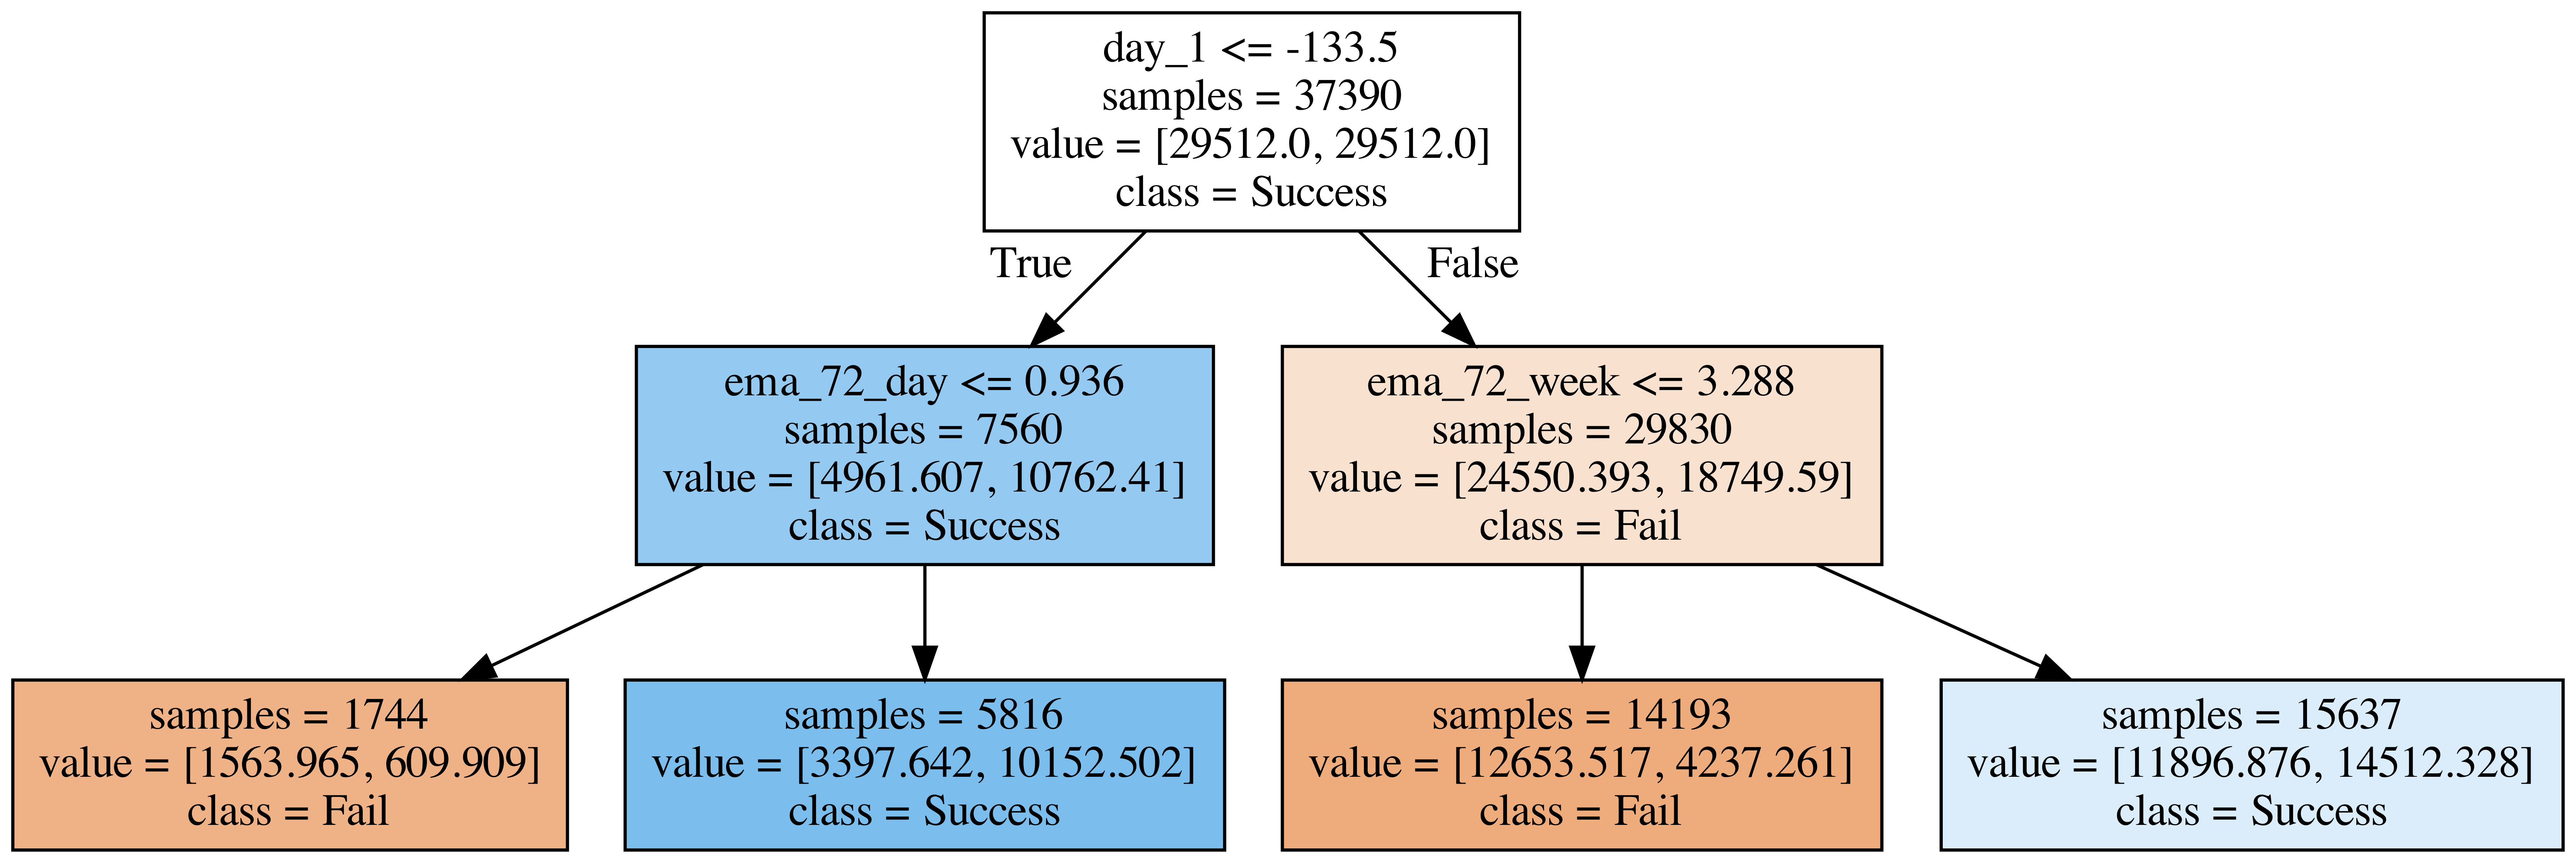 day_1 <= -133.5
samples = 37390
value = [29512.0, 29512.0]
class = Success
True
False
ema_72_day <= 0.936
samples = 7560
value = [4961.607, 10762.41]
class = Success
ema_72_week <= 3.288
samples = 29830
value = [24550.393, 18749.59]
class = Fail
samples = 1744
value = [1563.965, 609.909]
class = Fail
samples = 5816
value = [3397.642, 10152.502]
class = Success
samples = 14193
value = [12653.517, 4237.261]
class = Fail
samples = 15637
value = [11896.876, 14512.328]
class = Success